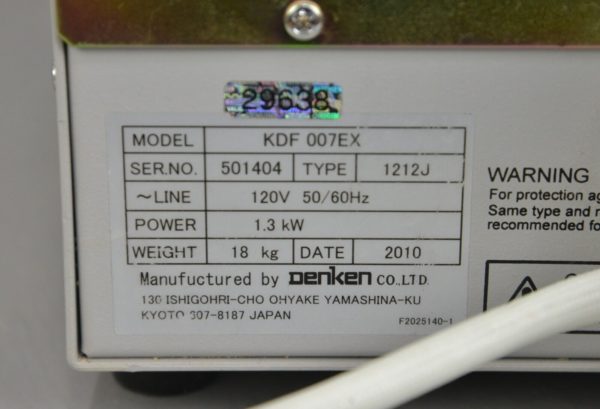 29638
MODEL KDF 007EX
SER.NO. 501404 TYPE 1212J
~LINE 120V 50/60Hz
POWER 1.3 kW
WEIGHT 18 kg DATE 2010
Manufuctured by DENKEN CO.,LTD.
130 ISHIGOHRI-CHO OHYAKE YAMASHINA-KU
KYOTO 607-8187 JAPAN
F2025140-1
WARNING
For protection
Same type and
recommended